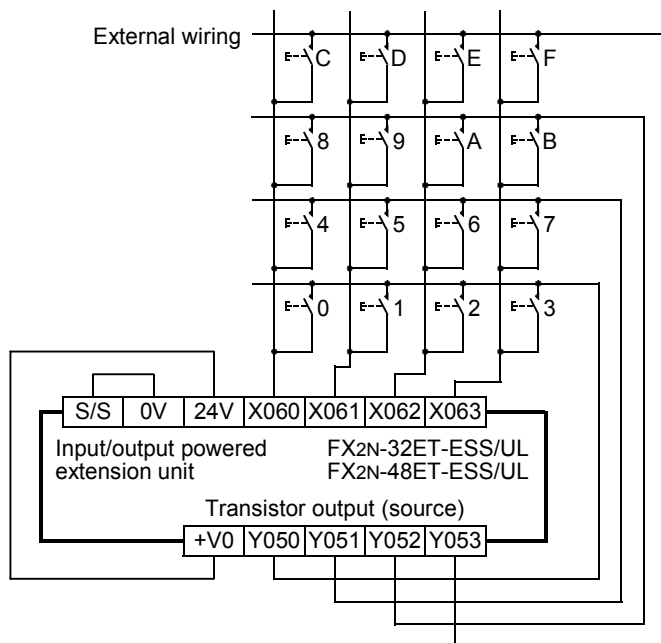 External wiring
C D E F
8 9 A B
4 5 6 7
0 1 2 3
S/S 0V 24V X060 X061 X062 X063
Input/output powered
extension unit
FX2N-32ET-ESS/UL
FX2N-48ET-ESS/UL
Transistor output (source)
+V0 Y050 Y051 Y052 Y053